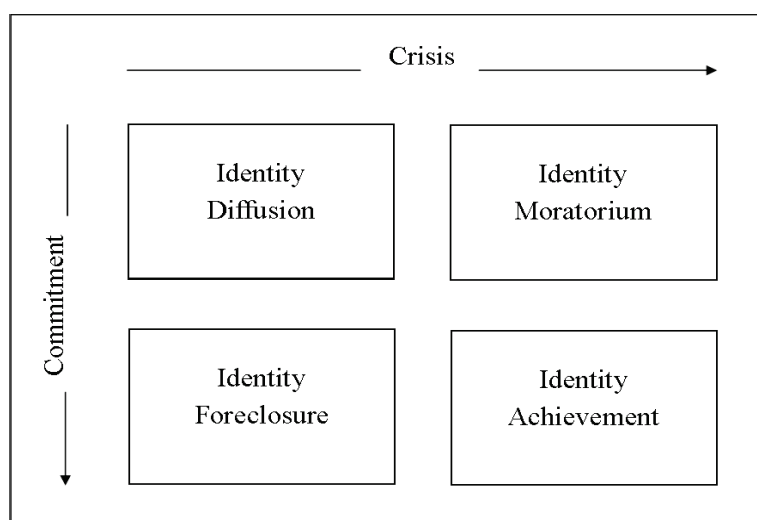 Crisis
Identity
Diffusion
Identity
Moratorium
Commitment
Identity
Foreclosure
Identity
Achievement